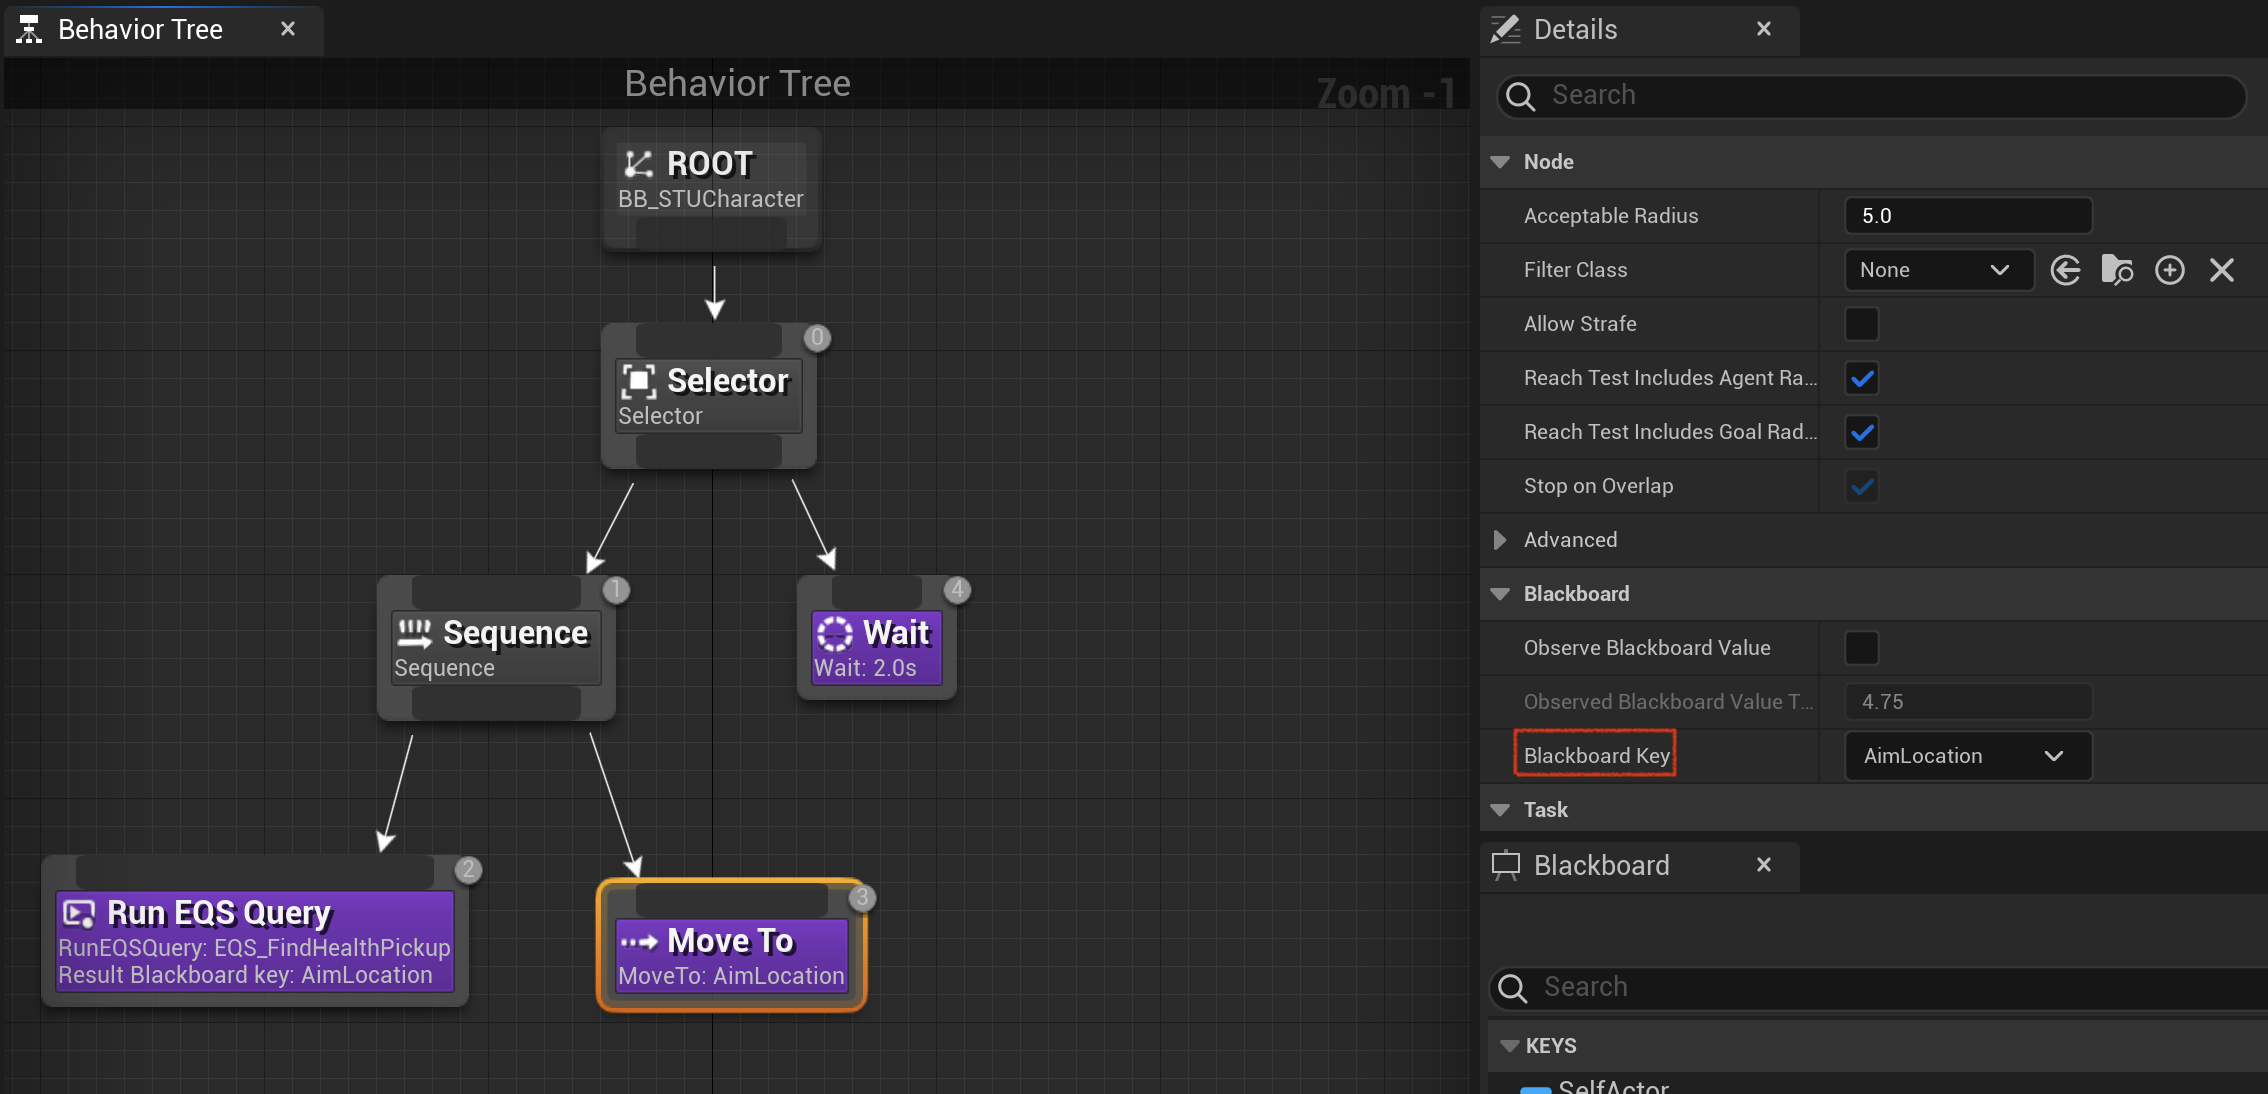 Behavior Tree
Behavior Tree
Zoom -1
ROOT
BB_STUCharacter
0
Selector
Selector
1
Sequence
Sequence
4
Wait
Wait: 2.0s
2
Run EQS Query
RunEQSQuery: EQS_FindHealthPickup
Result Blackboard key: AimLocation
3
Move To
MoveTo: AimLocation
Details
Search
Node
Acceptable Radius 5.0
Filter Class None
Allow Strafe
Reach Test Includes Agent Ra...
Reach Test Includes Goal Rad...
Stop on Overlap
Advanced
Blackboard
Observe Blackboard Value
Observed Blackboard Value T... 4.75
Blackboard Key AimLocation
Task
Blackboard
Search
KEYS
SelfActor